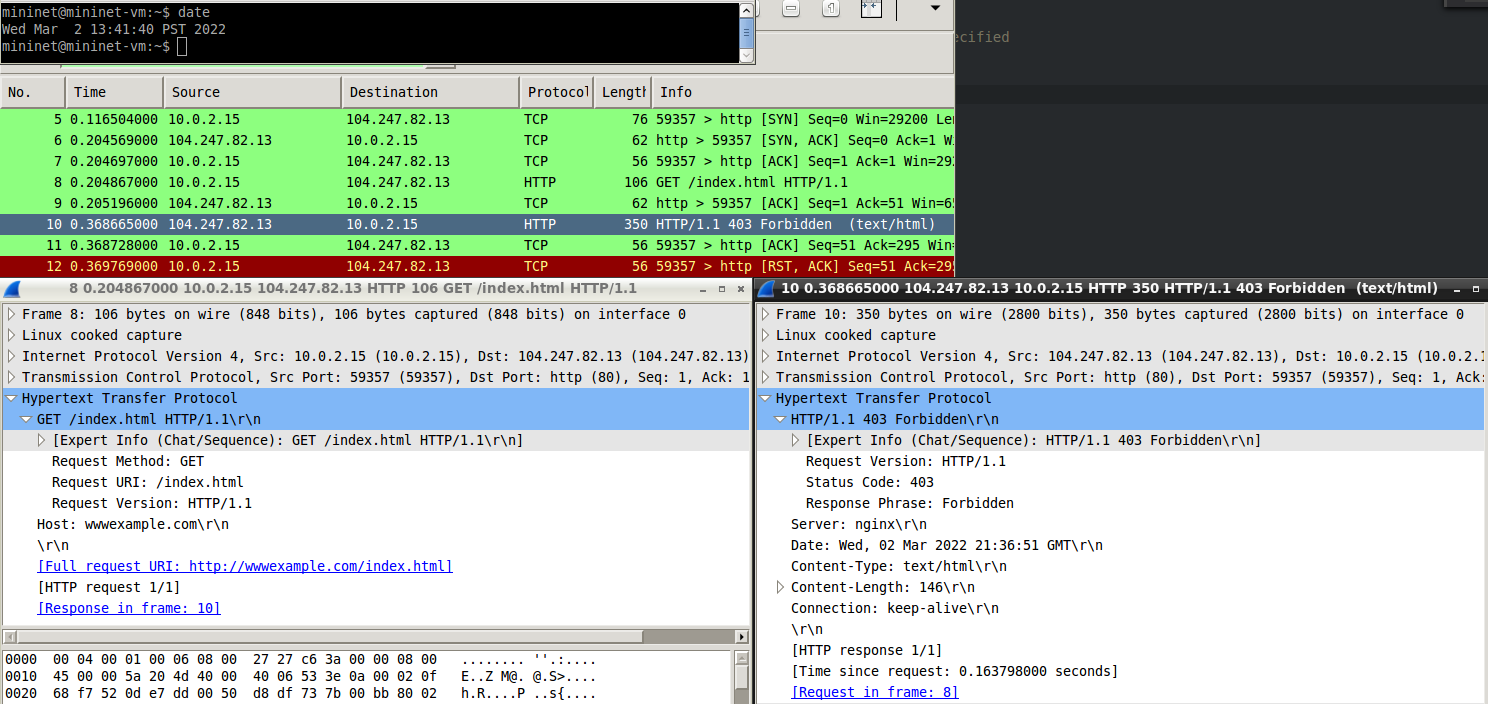 mininet@mininet-vm:~$ date
Wed Mar  2 13:41:40 PST 2022
mininet@mininet-vm:~$
ecified
No. Time Source Destination Protocol Length Info
5 0.116504000 10.0.2.15 104.247.82.13 TCP 76 59357 > http [SYN] Seq=0 Win=29200 Le
6 0.204569000 104.247.82.13 10.0.2.15 TCP 62 http > 59357 [SYN, ACK] Seq=0 Ack=1 W
7 0.204697000 10.0.2.15 104.247.82.13 TCP 56 59357 > http [ACK] Seq=1 Ack=1 Win=29
8 0.204867000 10.0.2.15 104.247.82.13 HTTP 106 GET /index.html HTTP/1.1
9 0.205196000 104.247.82.13 10.0.2.15 TCP 62 http > 59357 [ACK] Seq=1 Ack=51 Win=6
10 0.368665000 104.247.82.13 10.0.2.15 HTTP 350 HTTP/1.1 403 Forbidden  (text/html)
11 0.368728000 10.0.2.15 104.247.82.13 TCP 56 59357 > http [ACK] Seq=51 Ack=295 Win
12 0.369769000 10.0.2.15 104.247.82.13 TCP 56 59357 > http [RST, ACK] Seq=51 Ack=29
8 0.204867000 10.0.2.15 104.247.82.13 HTTP 106 GET /index.html HTTP/1.1
Frame 8: 106 bytes on wire (848 bits), 106 bytes captured (848 bits) on interface 0
Linux cooked capture
Internet Protocol Version 4, Src: 10.0.2.15 (10.0.2.15), Dst: 104.247.82.13 (104.247.82.13)
Transmission Control Protocol, Src Port: 59357 (59357), Dst Port: http (80), Seq: 1, Ack: 1
Hypertext Transfer Protocol
GET /index.html HTTP/1.1\r\n
[Expert Info (Chat/Sequence): GET /index.html HTTP/1.1\r\n]
Request Method: GET
Request URI: /index.html
Request Version: HTTP/1.1
Host: wwwexample.com\r\n
\r\n
[Full request URI: http://wwwexample.com/index.html]
[HTTP request 1/1]
[Response in frame: 10]
0000  00 04 00 01 00 06 08 00  27 27 c6 3a 00 00 08 00   ........ ''.:....
0010  45 00 00 5a 20 4d 40 00  40 06 53 3e 0a 00 02 0f   E..Z M@. @.S>....
0020  68 f7 52 0d e7 dd 00 50  d8 df 73 7b 00 bb 80 02   h.R....P ..s{....
10 0.368665000 104.247.82.13 10.0.2.15 HTTP 350 HTTP/1.1 403 Forbidden  (text/html)
Frame 10: 350 bytes on wire (2800 bits), 350 bytes captured (2800 bits) on interface 0
Linux cooked capture
Internet Protocol Version 4, Src: 104.247.82.13 (104.247.82.13), Dst: 10.0.2.15 (10.0.2.1
Transmission Control Protocol, Src Port: http (80), Dst Port: 59357 (59357), Seq: 1, Ack:
Hypertext Transfer Protocol
HTTP/1.1 403 Forbidden\r\n
[Expert Info (Chat/Sequence): HTTP/1.1 403 Forbidden\r\n]
Request Version: HTTP/1.1
Status Code: 403
Response Phrase: Forbidden
Server: nginx\r\n
Date: Wed, 02 Mar 2022 21:36:51 GMT\r\n
Content-Type: text/html\r\n
Content-Length: 146\r\n
Connection: keep-alive\r\n
\r\n
[HTTP response 1/1]
[Time since request: 0.163798000 seconds]
[Request in frame: 8]